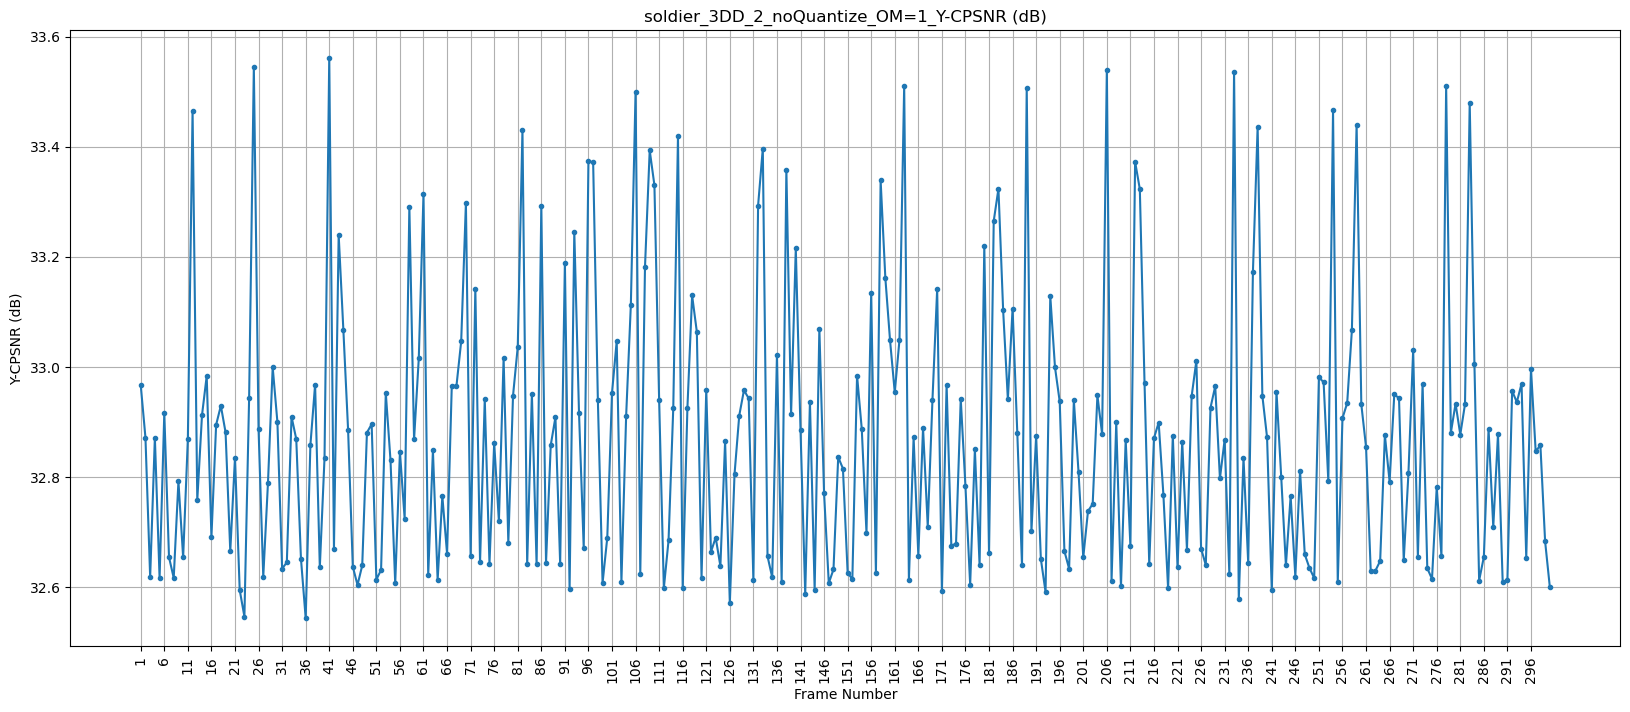 soldier_3DD_2_noQuantize_OM=1_Y-CPSNR (dB)
33.6
33.4
33.2
33.0
32.8
32.6
Y-CPSNR (dB)
1 6 11 16 21 26 31 36 41 46 51 56 61 66 71 76 81 86 91 96 101 106 111 116 121 126 131 136 141 146 151 156 161 166 171 176 181 186 191 196 201 206 211 216 221 226 231 236 241 246 251 256 261 266 271 276 281 286 291 296
Frame Number